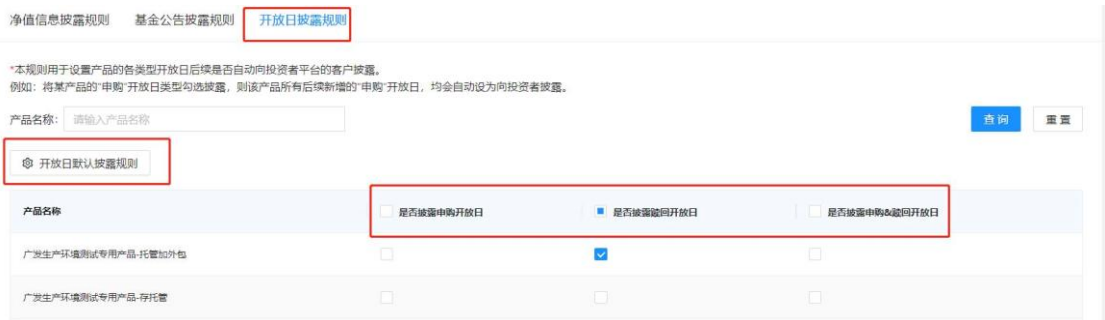 净值信息披露规则 基金公告披露规则 开放日披露规则
*本规则用于设置产品的各类型开放日后续是否自动向投资者平台的客户披露。
例如：将某产品的"申购"开放日类型勾选披露，则该产品所有后续新增的"申购"开放日，均会自动设为向投资者披露。
产品名称： 请输入产品名称 查询 重置
开放日默认披露规则
产品名称 是否披露申购开放日 是否披露赎回开放日 是否披露申购&赎回开放日
广发生产环境测试专用产品-托管加外包
广发生产环境测试专用产品-存托管